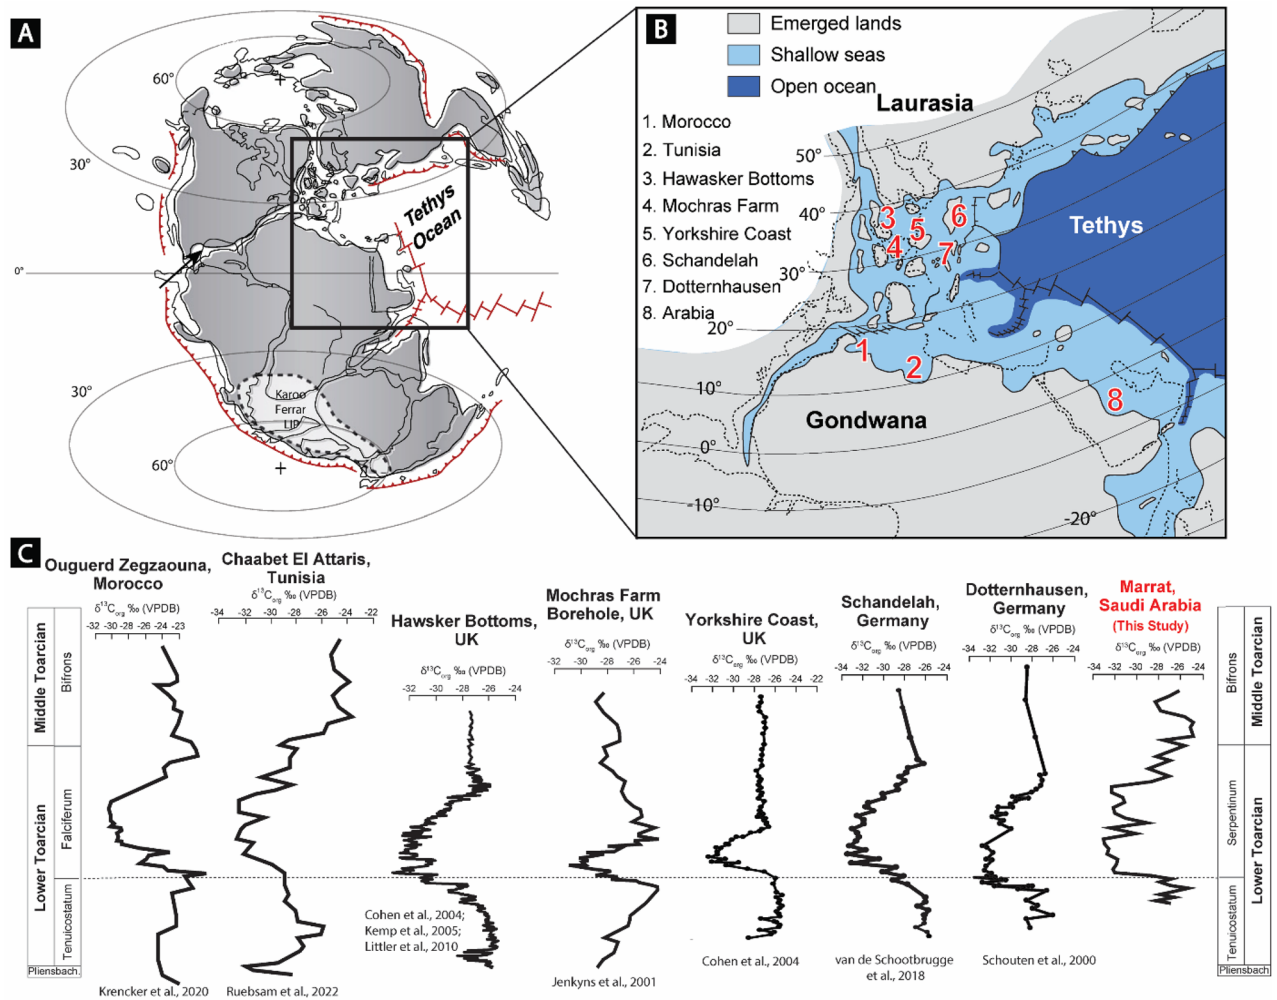 A
60°
30°
0°
30°
60°
Tethys
Ocean
Karoo
Ferrar
LIP
B
Emerged lands
Shallow seas
Open ocean
Laurasia
1. Morocco
2. Tunisia
3. Hawasker Bottoms
4. Mochras Farm
5. Yorkshire Coast
6. Schandelah
7. Dotternhausen
8. Arabia
50°
40°
30°
20°
10°
0°
-10°
-20°
Tethys
Gondwana
3
5
6
4
7
1
2
8
C
Ouguerd Zegzaouna,
Morocco
δ¹³Corg ‰ (VPDB)
-32 -30 -28 -26 -24 -23
Chaabet El Attaris,
Tunisia
δ¹³Corg ‰ (VPDB)
-34 -31 -28 -25 -24 -22
Hawsker Bottoms,
UK
δ¹³Corg ‰ (VPDB)
-32 -30 -28 -26 -24
Mochras Farm
Borehole, UK
δ¹³Corg ‰ (VPDB)
-32 -30 -28 -26 -24
Yorkshire Coast,
UK
δ¹³Corg ‰ (VPDB)
-34 -32 -30 -28 -26 -24 -22
Schandelah,
Germany
δ¹³Corg ‰ (VPDB)
-34 -32 -30 -28 -26 -24
Dotternhausen,
Germany
δ¹³Corg ‰ (VPDB)
-34 -32 -30 -28 -26 -24
Marrat,
Saudi Arabia
(This Study)
δ¹³Corg ‰ (VPDB)
-34 -32 -30 -28 -26 -24
Middle Toarcian
Lower Toarcian
Bifrons
Falciferum
Tenuicostatum
Pliensbach.
Bifrons
Serpentinum
Tenuicostatum
Pliensbach.
Middle Toarcian
Lower Toarcian
Krencker et al., 2020
Ruebsam et al., 2022
Cohen et al., 2004;
Kemp et al., 2005;
Littler et al., 2010
Jenkyns et al., 2001
Cohen et al., 2004
van de Schootbrugge
et al., 2018
Schouten et al., 2000